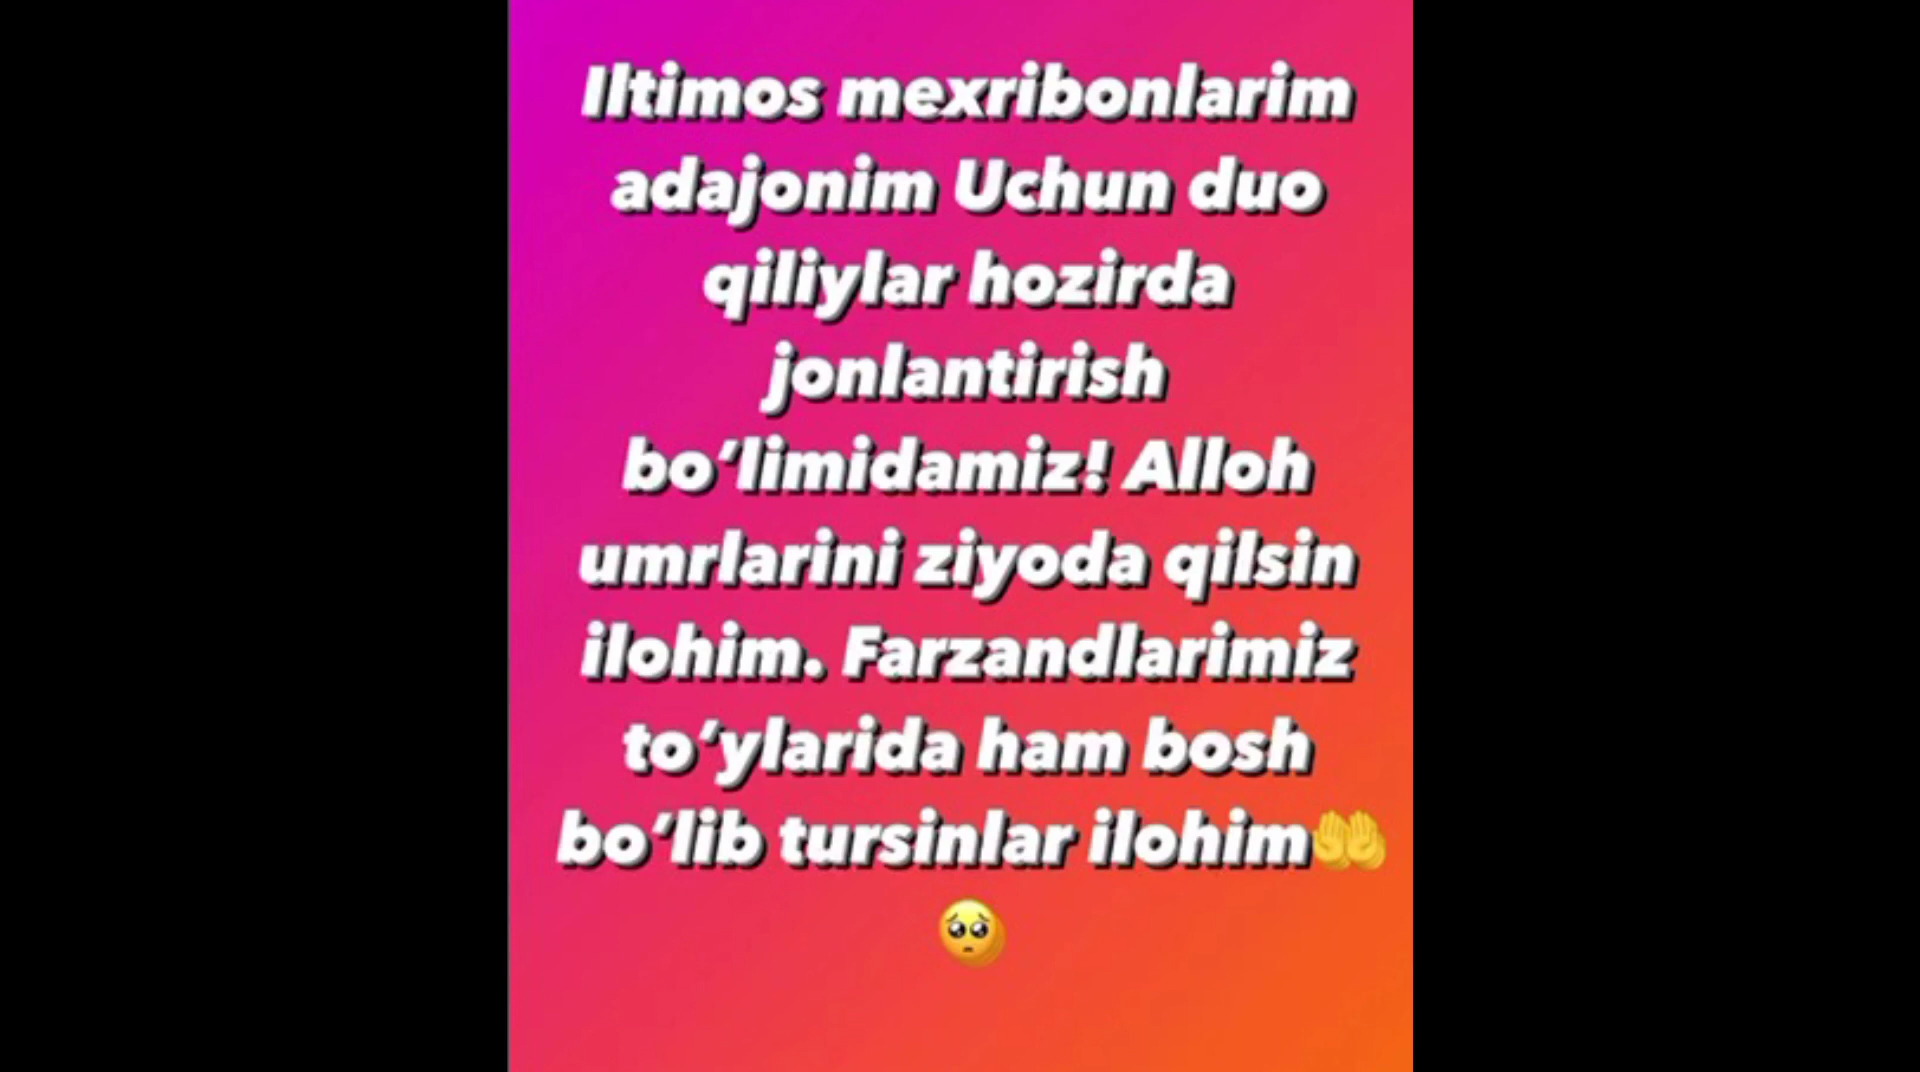 Iltimos mexribonlarim
adajonim Uchun duo
qiliylar hozirda
jonlantirish
bo‘limidamiz! Alloh
umrlarini ziyoda qilsin
ilohim. Farzandlarimiz
to‘ylarida ham bosh
bo‘lib tursinlar ilohim🤲
🥺